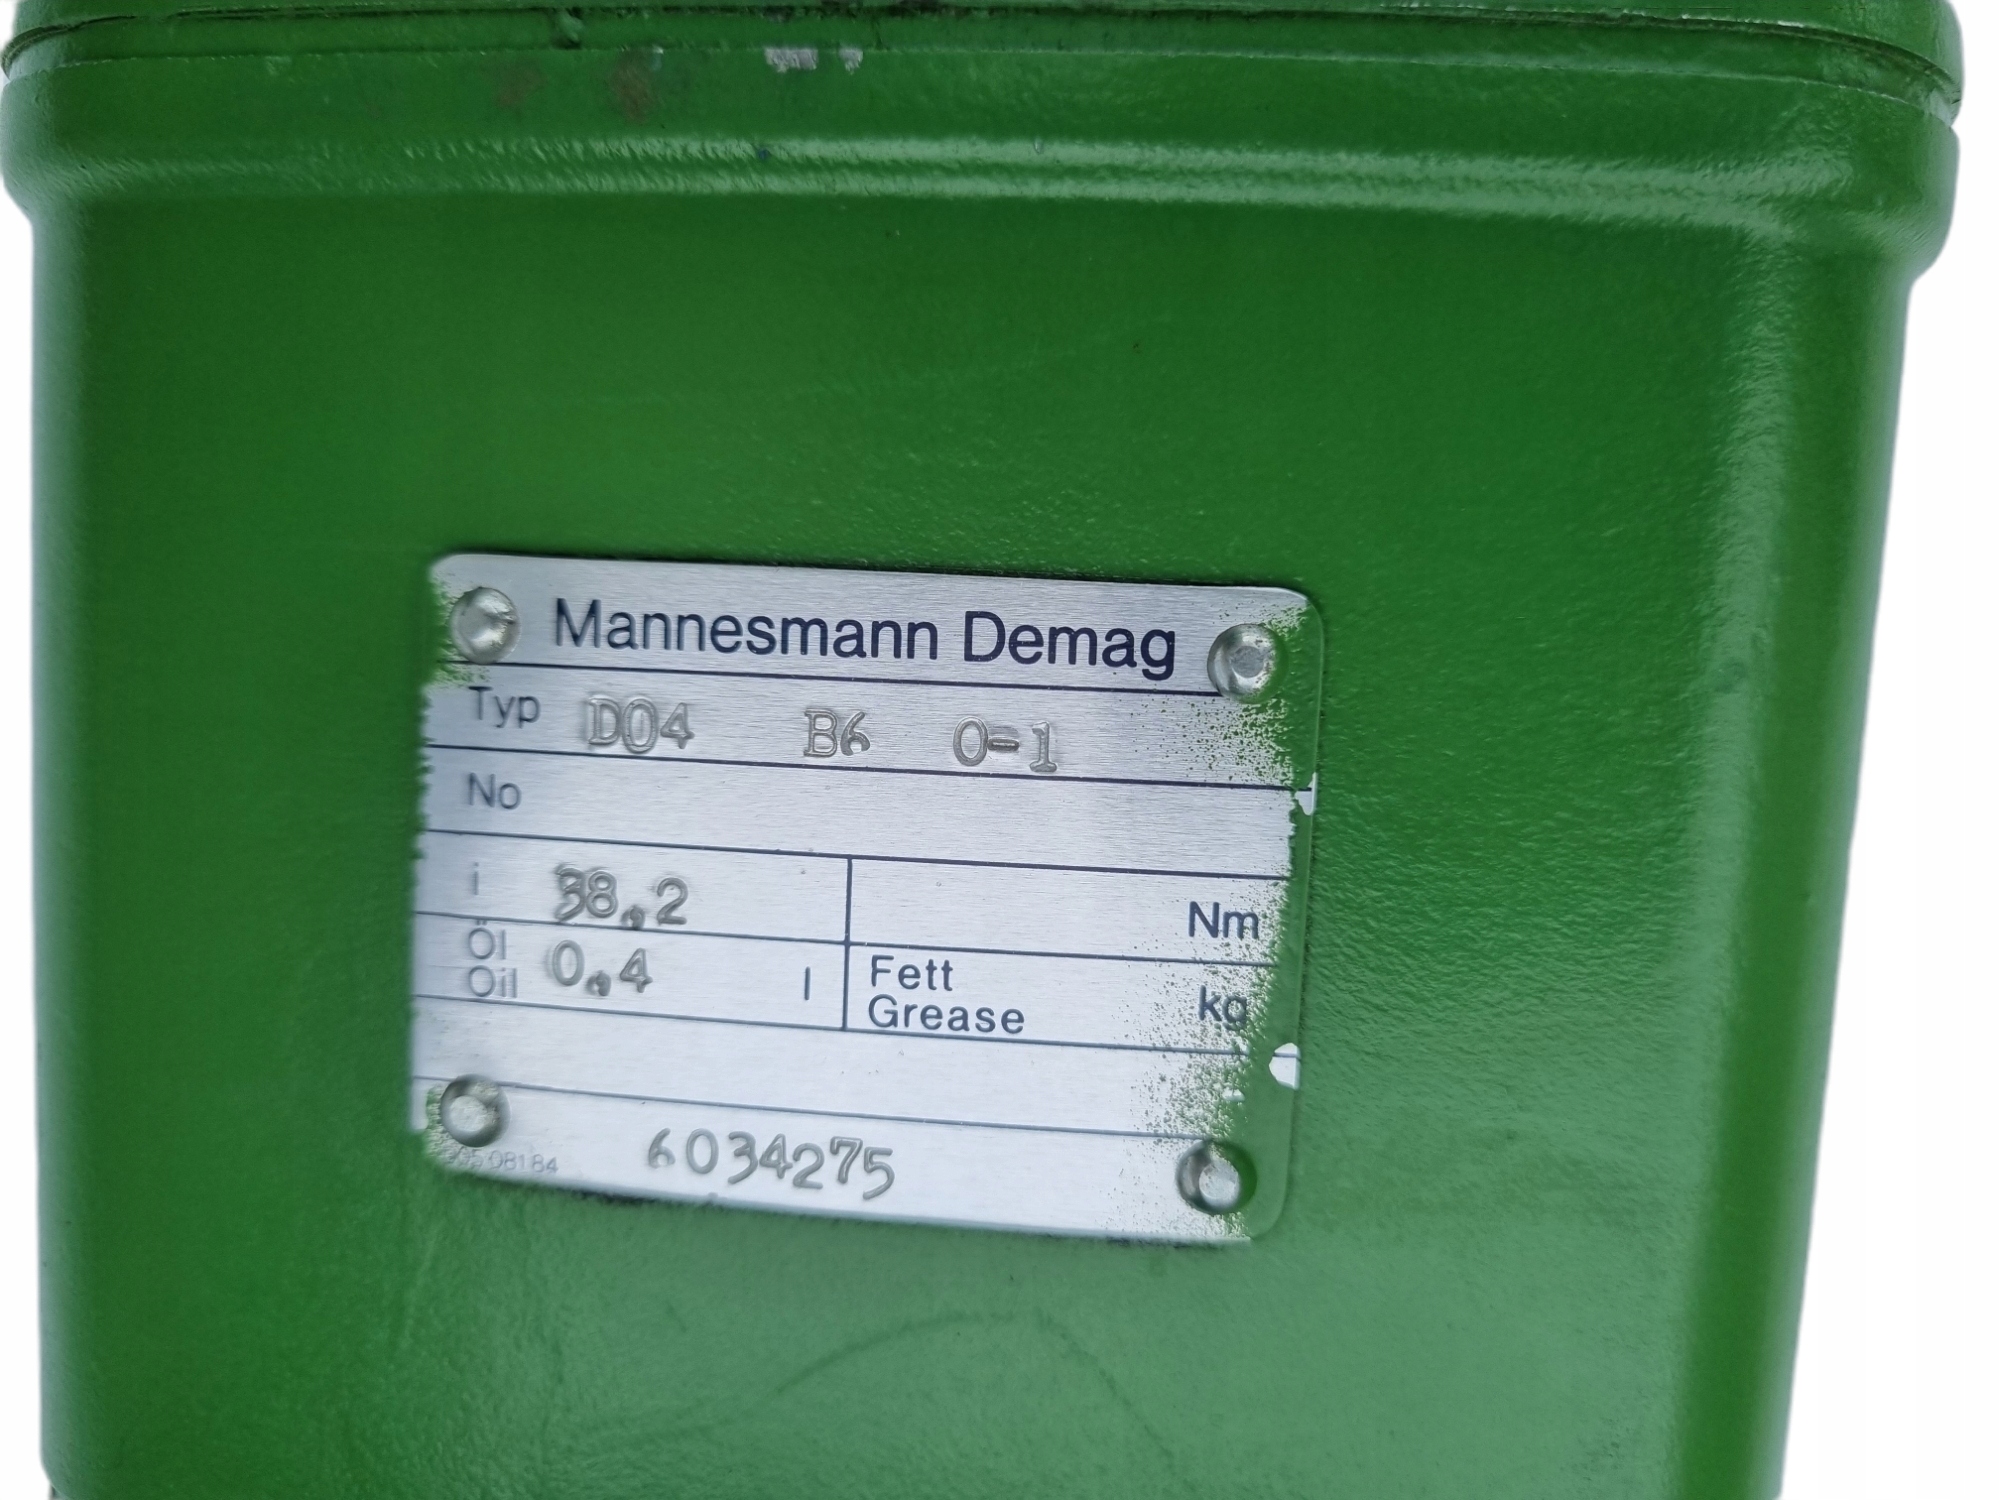 Mannesmann Demag
Typ D04 B6 0-1
No
i 38.2
Nm
Öl
Oil 0.4 l
Fett
Grease kg
6034275